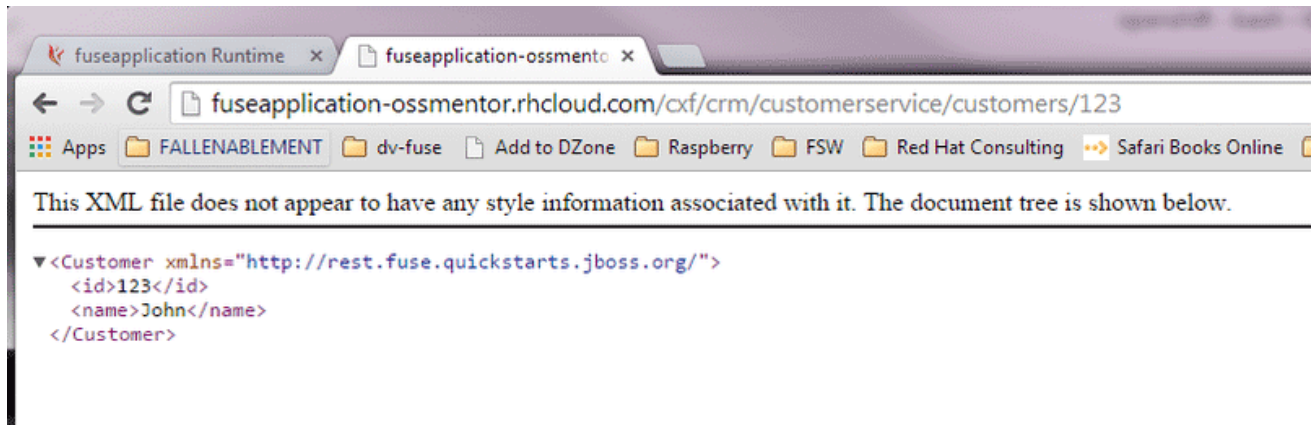 fuseapplication Runtime
fuseapplication-ossmento
fuseapplication-ossmentor.rhcloud.com/cxf/crm/customerservice/customers/123
Apps FALLENABLEMENT dv-fuse Add to DZone Raspberry FSW Red Hat Consulting Safari Books Online
This XML file does not appear to have any style information associated with it. The document tree is shown below.
▼<Customer xmlns="http://rest.fuse.quickstarts.jboss.org/">
<id>123</id>
<name>John</name>
</Customer>